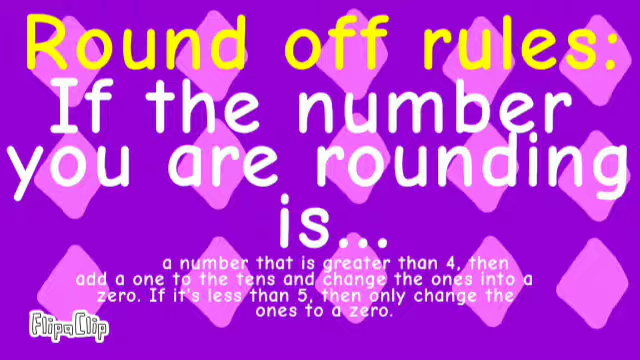 Round off rules:
If the number
you are rounding
is...
a number that is greater than 4, then
add a one to the tens and change the ones into a
zero. If it's less than 5, then only change the
ones to a zero.
FlipaClip